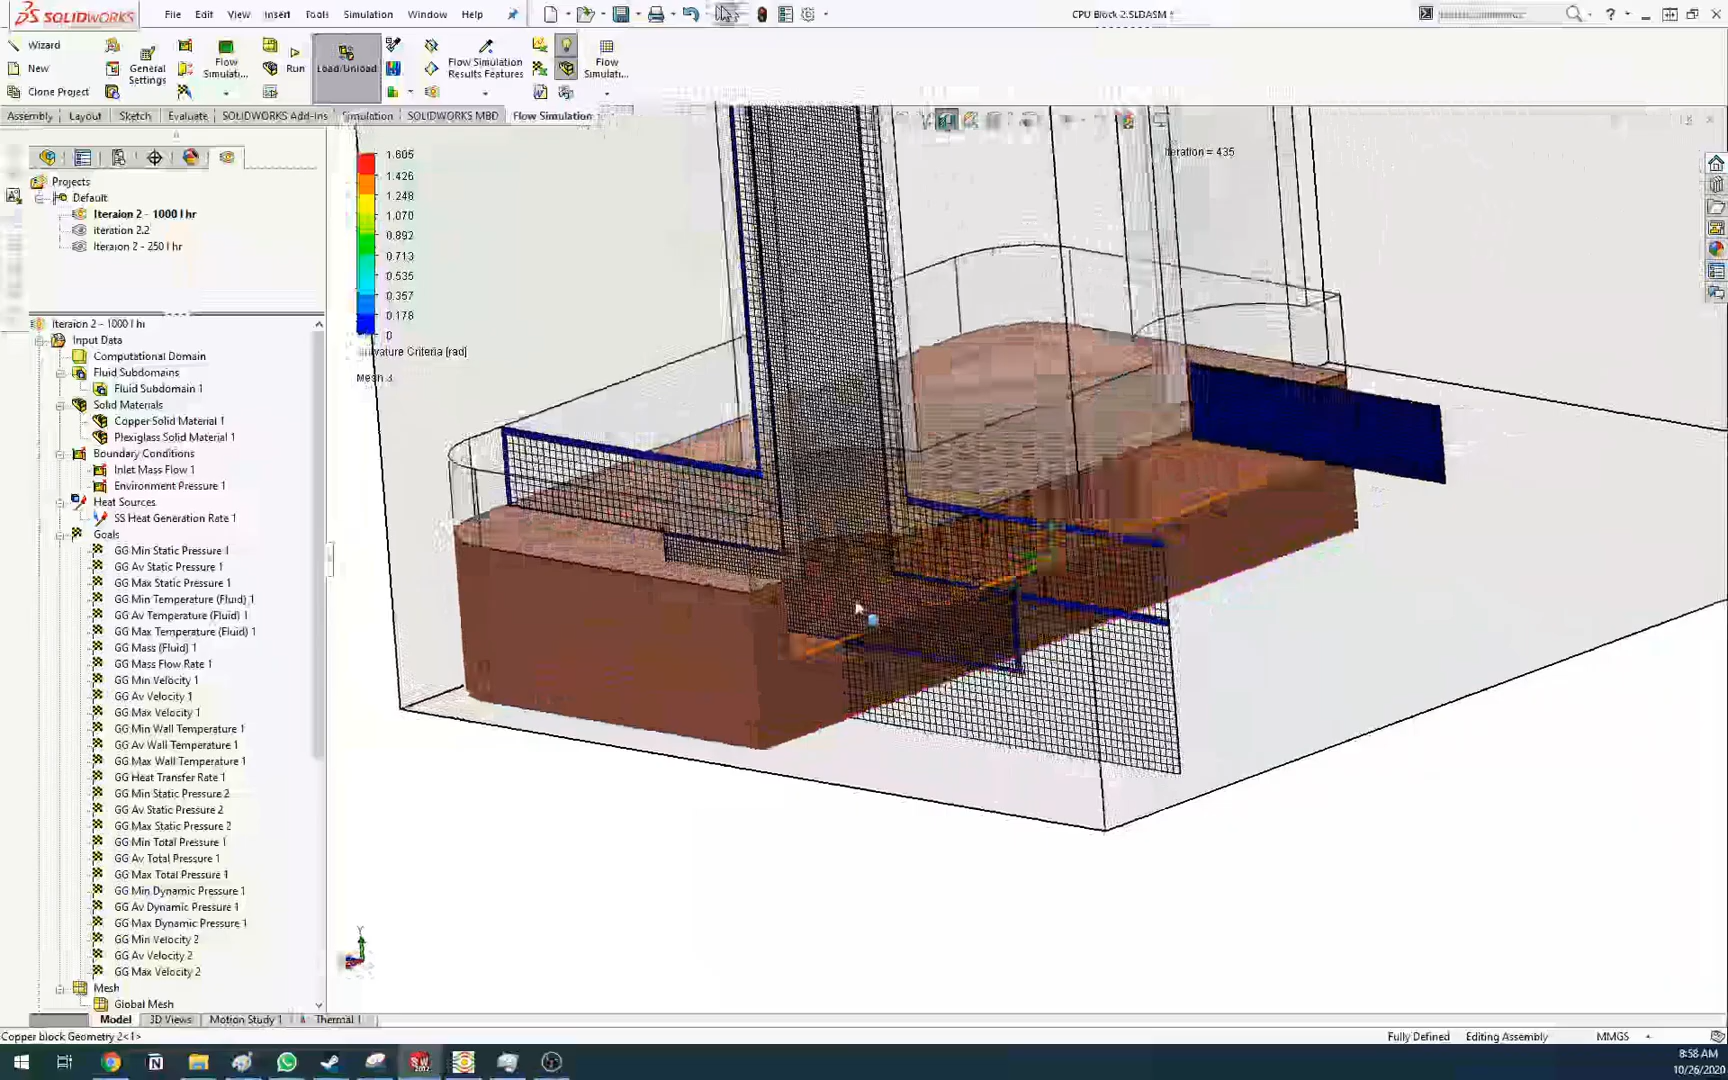 SOLIDWORKS
File Edit View Insert Tools Simulation Window Help
CPU Block 2.SLDASM *
Wizard
New
Clone Project
General Settings
Flow Simulati...
Run
Load/Unload
Flow Simulation Results Features
Flow Simulati...
Assembly Layout Sketch Evaluate SOLIDWORKS Add-Ins Simulation SOLIDWORKS MBD Flow Simulation
Projects
Default
Iteraion 2 - 1000 l hr
iteration 2.2
Iteraion 2 - 250 l hr
Iteraion 2 - 1000 l hr
Input Data
Computational Domain
Fluid Subdomains
Fluid Subdomain 1
Solid Materials
Copper Solid Material 1
Plexiglass Solid Material 1
Boundary Conditions
Inlet Mass Flow 1
Environment Pressure 1
Heat Sources
SS Heat Generation Rate 1
Goals
GG Min Static Pressure 1
GG Av Static Pressure 1
GG Max Static Pressure 1
GG Min Temperature (Fluid) 1
GG Av Temperature (Fluid) 1
GG Max Temperature (Fluid) 1
GG Mass (Fluid) 1
GG Mass Flow Rate 1
GG Min Velocity 1
GG Av Velocity 1
GG Max Velocity 1
GG Min Wall Temperature 1
GG Av Wall Temperature 1
GG Max Wall Temperature 1
GG Heat Transfer Rate 1
GG Min Static Pressure 2
GG Av Static Pressure 2
GG Max Static Pressure 2
GG Min Total Pressure 1
GG Av Total Pressure 1
GG Max Total Pressure 1
GG Min Dynamic Pressure 1
GG Av Dynamic Pressure 1
GG Max Dynamic Pressure 1
GG Min Velocity 2
GG Av Velocity 2
GG Max Velocity 2
Mesh
Global Mesh
1.605
1.426
1.248
1.070
0.892
0.713
0.535
0.357
0.178
0
urvature Criteria [rad]
Mesh 3
Iteration = 435
Model 3D Views Motion Study 1 Thermal 1
Copper block Geometry 2<1>
Fully Defined Editing Assembly MMGS
8:58 AM
10/26/2020